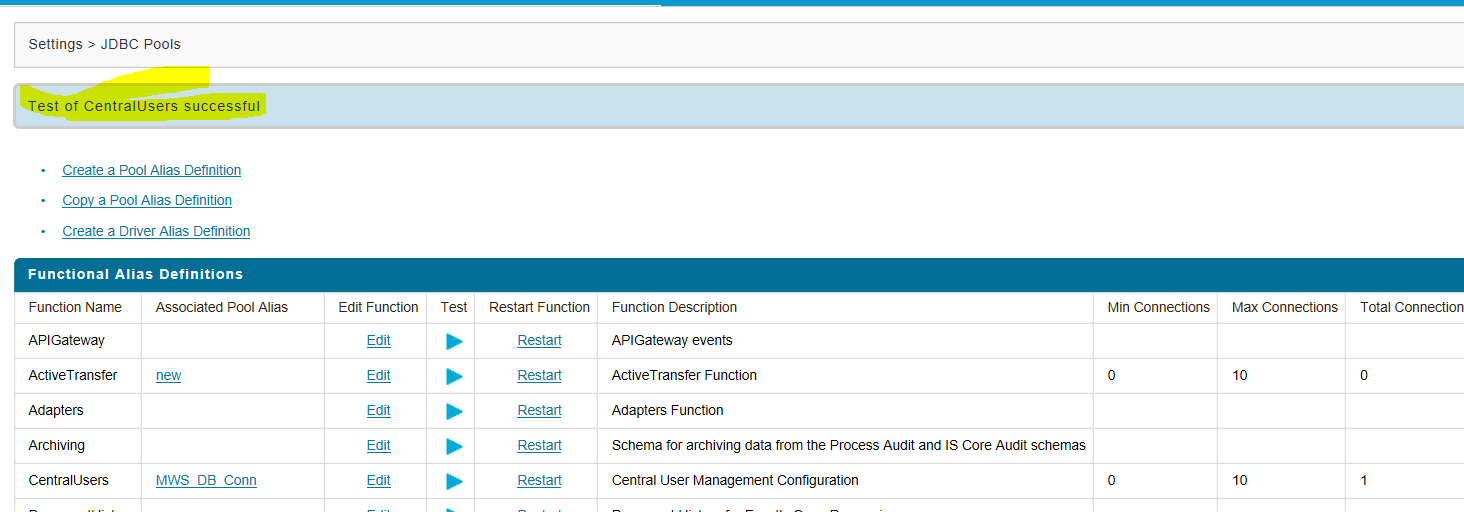 Settings > JDBC Pools
Test of CentralUsers successful
• Create a Pool Alias Definition
• Copy a Pool Alias Definition
• Create a Driver Alias Definition
Functional Alias Definitions
Function Name Associated Pool Alias Edit Function Test Restart Function Function Description Min Connections Max Connections Total Connection
APIGateway Edit Restart APIGateway events
ActiveTransfer new Edit Restart ActiveTransfer Function 0 10 0
Adapters Edit Restart Adapters Function
Archiving Edit Restart Schema for archiving data from the Process Audit and IS Core Audit schemas
CentralUsers MWS_DB_Conn Edit Restart Central User Management Configuration 0 10 1